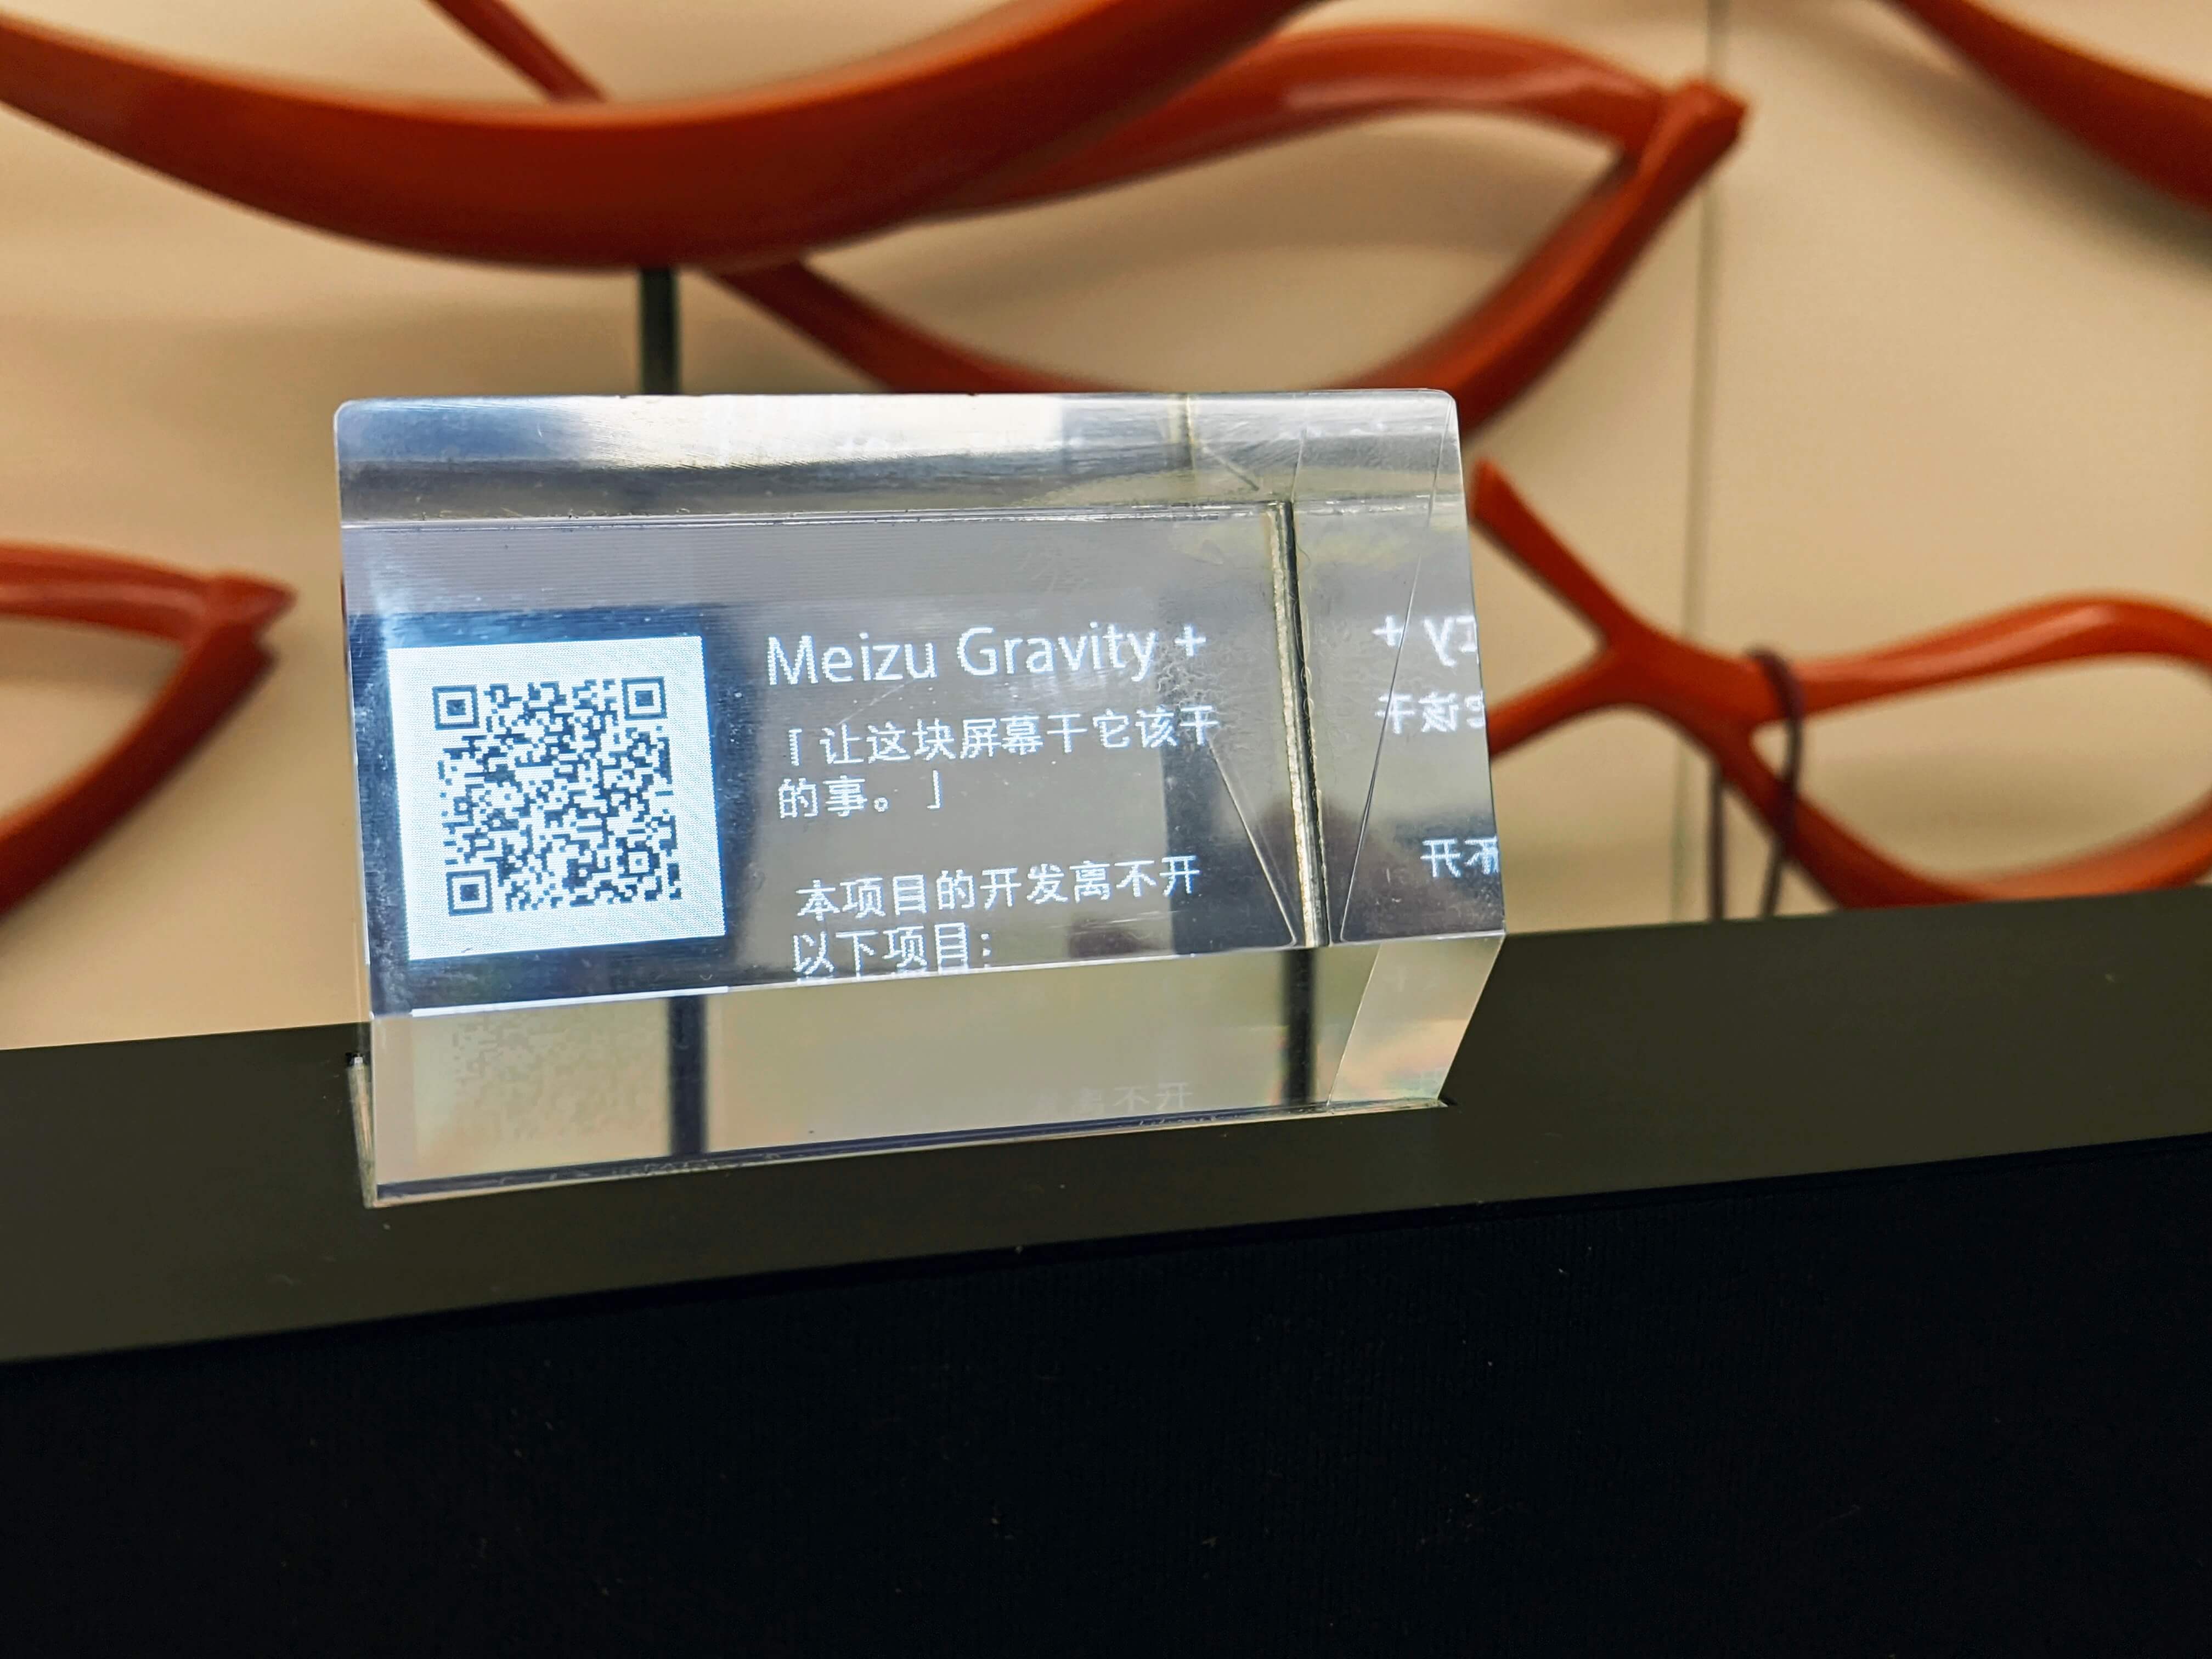 Meizu Gravity +
「让这块屏幕干它该干
的事。」
本项目的开发离不开
以下项目: